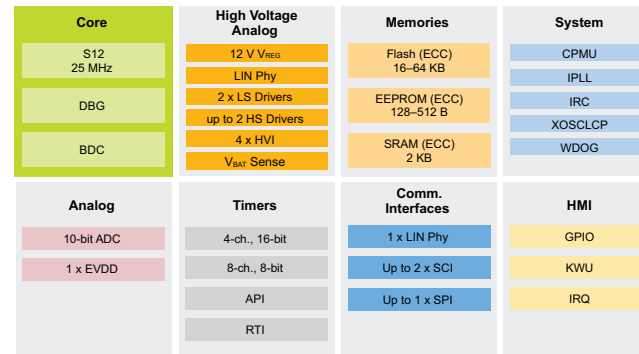 Core
S12
25 MHz
DBG
BDC
High Voltage
Analog
12 V VREG
LIN Phy
2 x LS Drivers
up to 2 HS Drivers
4 x HVI
VBAT Sense
Memories
Flash (ECC)
16–64 KB
EEPROM (ECC)
128–512 B
SRAM (ECC)
2 KB
System
CPMU
IPLL
IRC
XOSCLCP
WDOG
Analog
10-bit ADC
1 x EVDD
Timers
4-ch., 16-bit
8-ch., 8-bit
API
RTI
Comm.
Interfaces
1 x LIN Phy
Up to 2 x SCI
Up to 1 x SPI
HMI
GPIO
KWU
IRQ